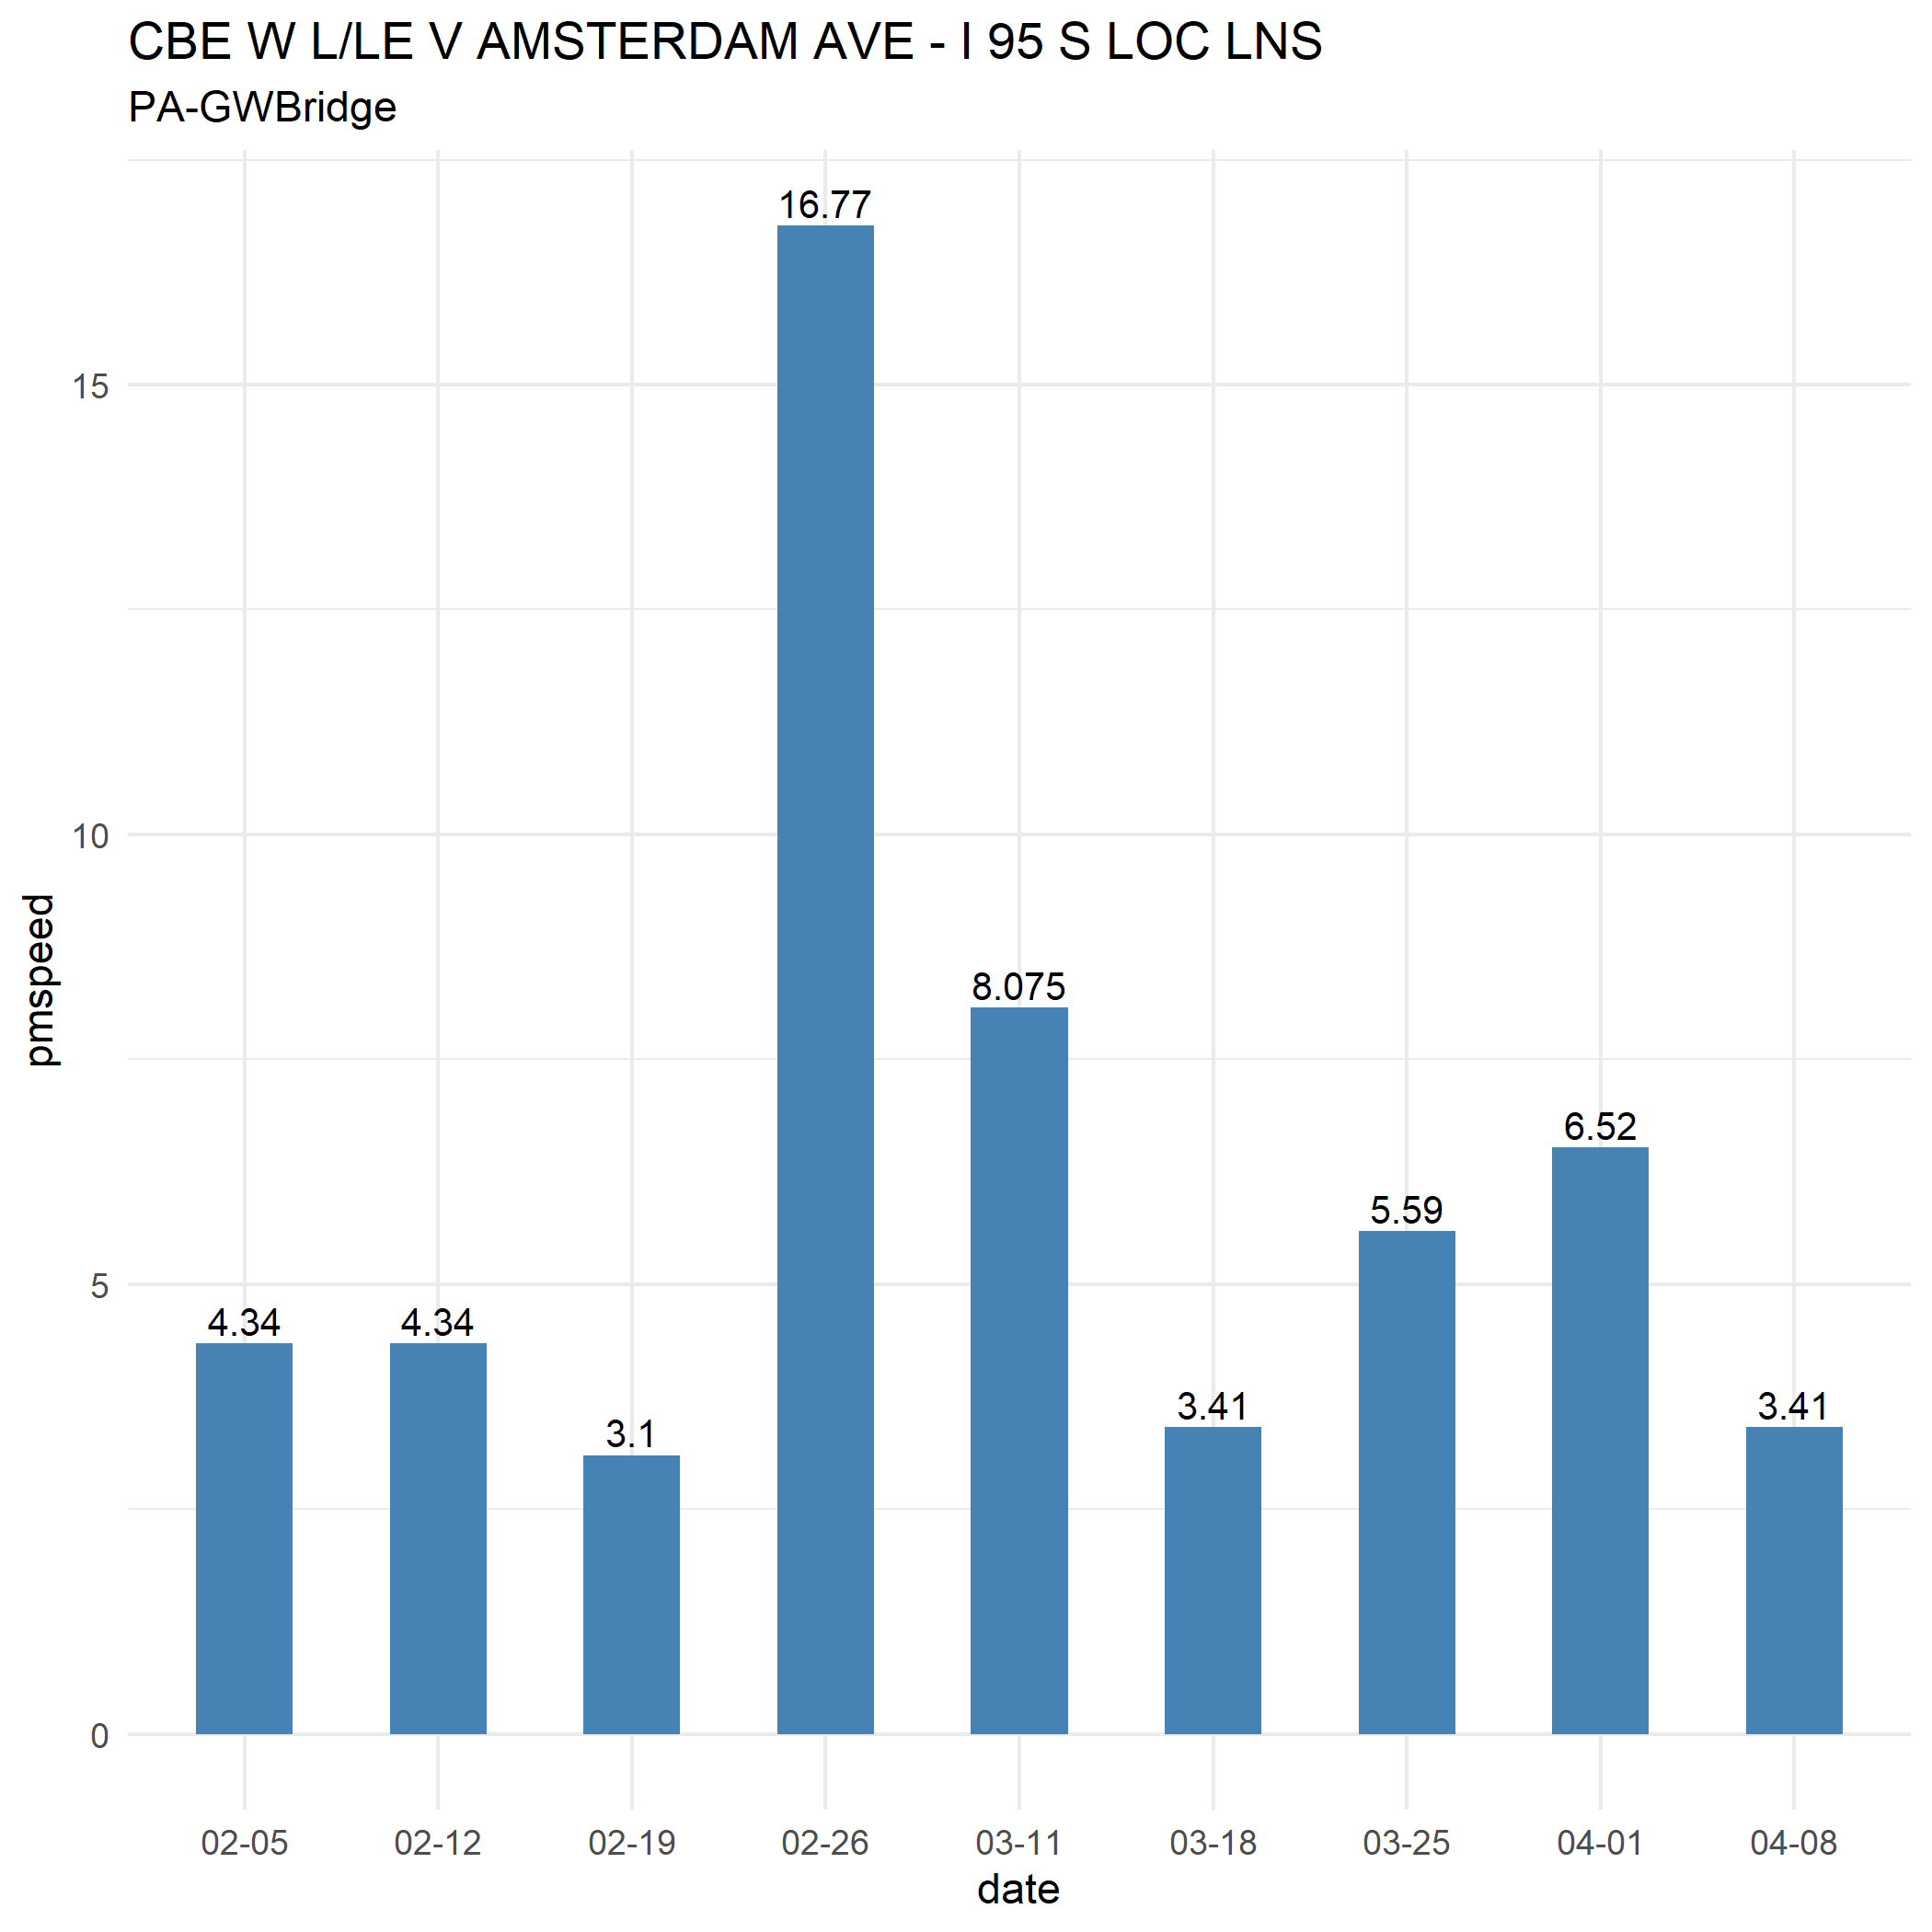 CBE W L/LE V AMSTERDAM AVE - I 95 S LOC LNS
PA-GWBridge
16.77
15
10
8.075
6.52
5.59
5
4.34 4.34
3.41 3.41
3.1
0
pmspeed
02-05 02-12 02-19 02-26 03-11 03-18 03-25 04-01 04-08
date